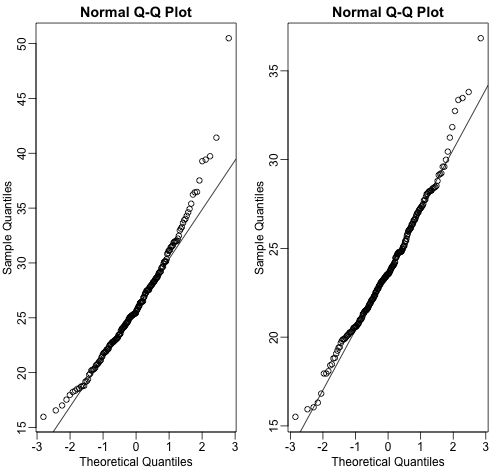 Normal Q-Q Plot
Sample Quantiles
50
45
40
35
30
25
20
15
-3 -2 -1 0 1 2 3
Theoretical Quantiles
Normal Q-Q Plot
Sample Quantiles
35
30
25
20
15
-3 -2 -1 0 1 2 3
Theoretical Quantiles